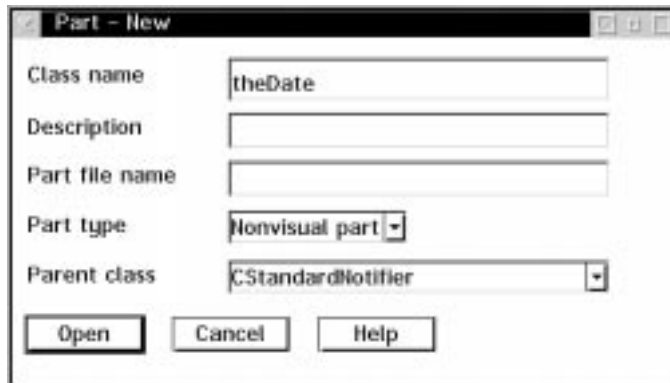 Part - New
Class name theDate
Description
Part file name
Part type Nonvisual part
Parent class CStandardNotifier
Open Cancel Help